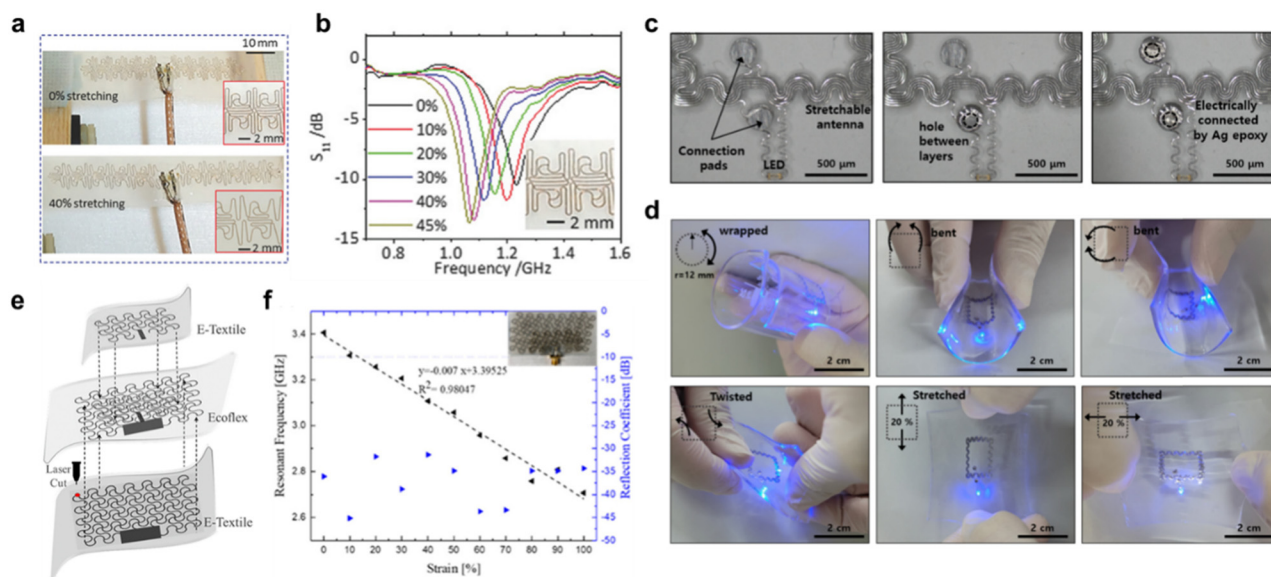 a
10 mm
0% stretching
2 mm
40% stretching
2 mm
b
S11 /dB
0
-5
-10
-15
0%
10%
20%
30%
40%
45%
2 mm
0.8 1.0 1.2 1.4 1.6
Frequency /GHz
c
Connection
pads
Stretchable
antenna
LED
500 μm
hole
between
layers
500 μm
Electrically
connected
by Ag epoxy
500 μm
d
wrapped
r=12 mm
2 cm
bent
2 cm
bent
2 cm
Twisted
2 cm
Stretched
20 %
2 cm
Stretched
20 %
2 cm
e
E-Textile
Ecoflex
Laser
Cut
E-Textile
f
Resonant Frequency [GHz]
3.4
3.2
3.0
2.8
2.6
y=-0.007 x+3.39525
R2= 0.98047
0
-5
-10
-15
-20
-25
-30
-35
-40
-45
-50
Reflection Coefficient [dB]
0 10 20 30 40 50 60 70 80 90 100
Strain [%]